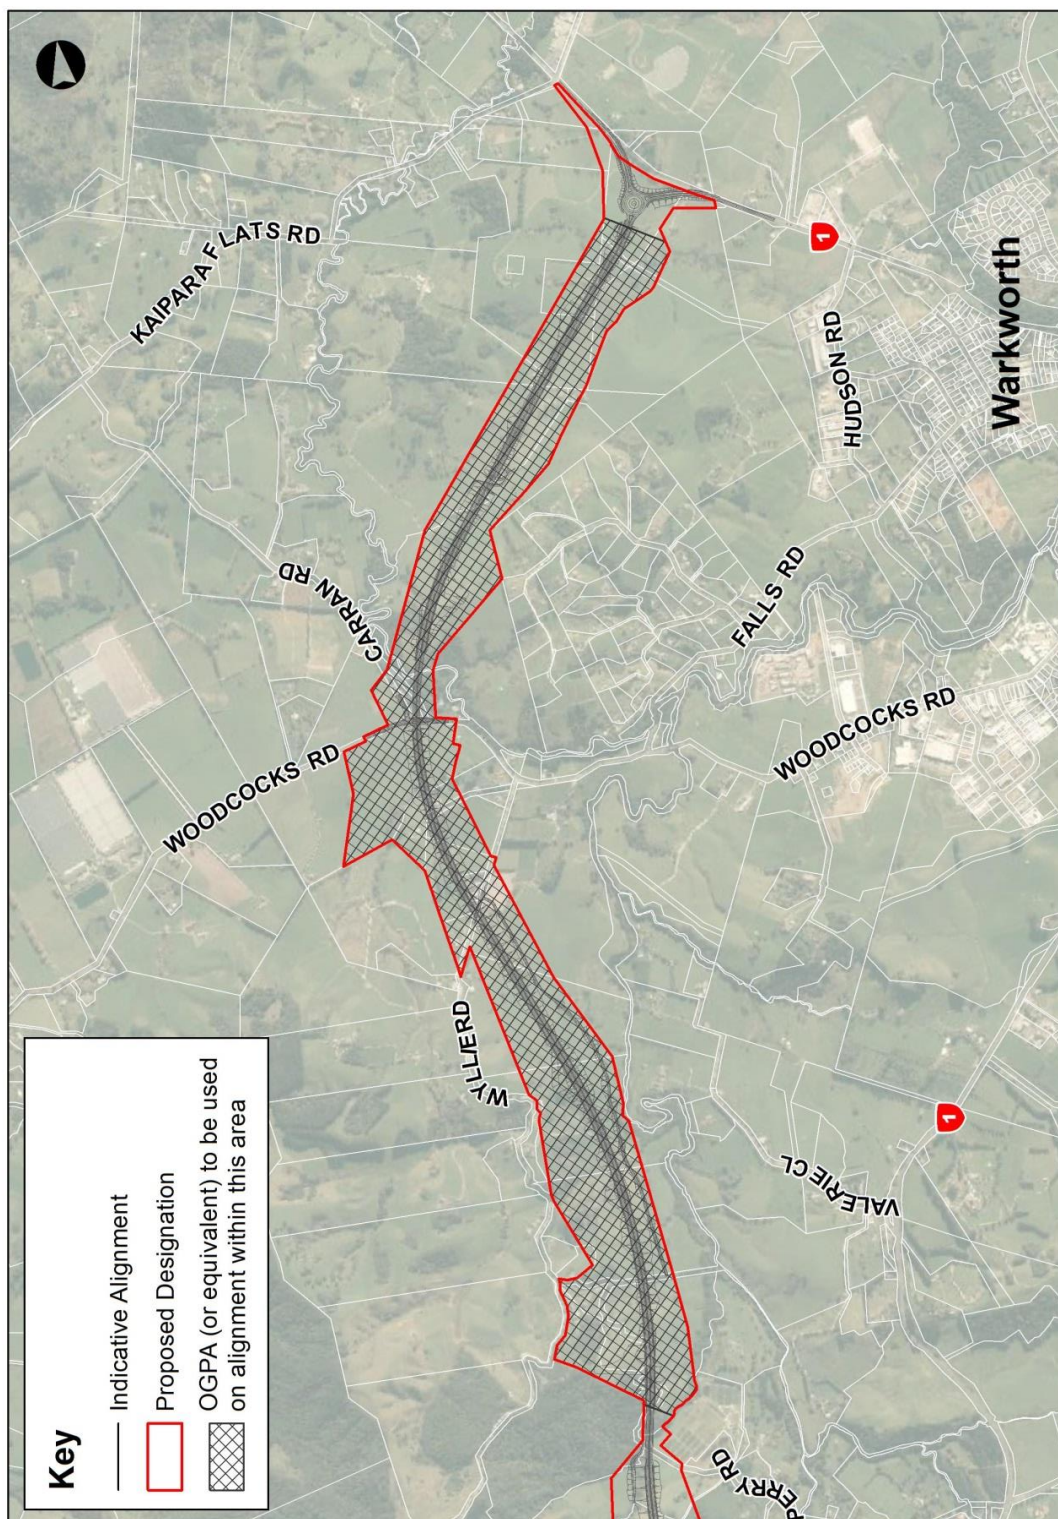 KAIPARA FLATS RD
1
HUDSON RD
Warkworth
CARRAN RD
FALLS RD
WOODCOCKS RD
WOODCOCKS RD
WYLLIE RD
VALERIE CL
1
PERRY RD
Key
Indicative Alignment
Proposed Designation
OGPA (or equivalent) to be used
on alignment within this area